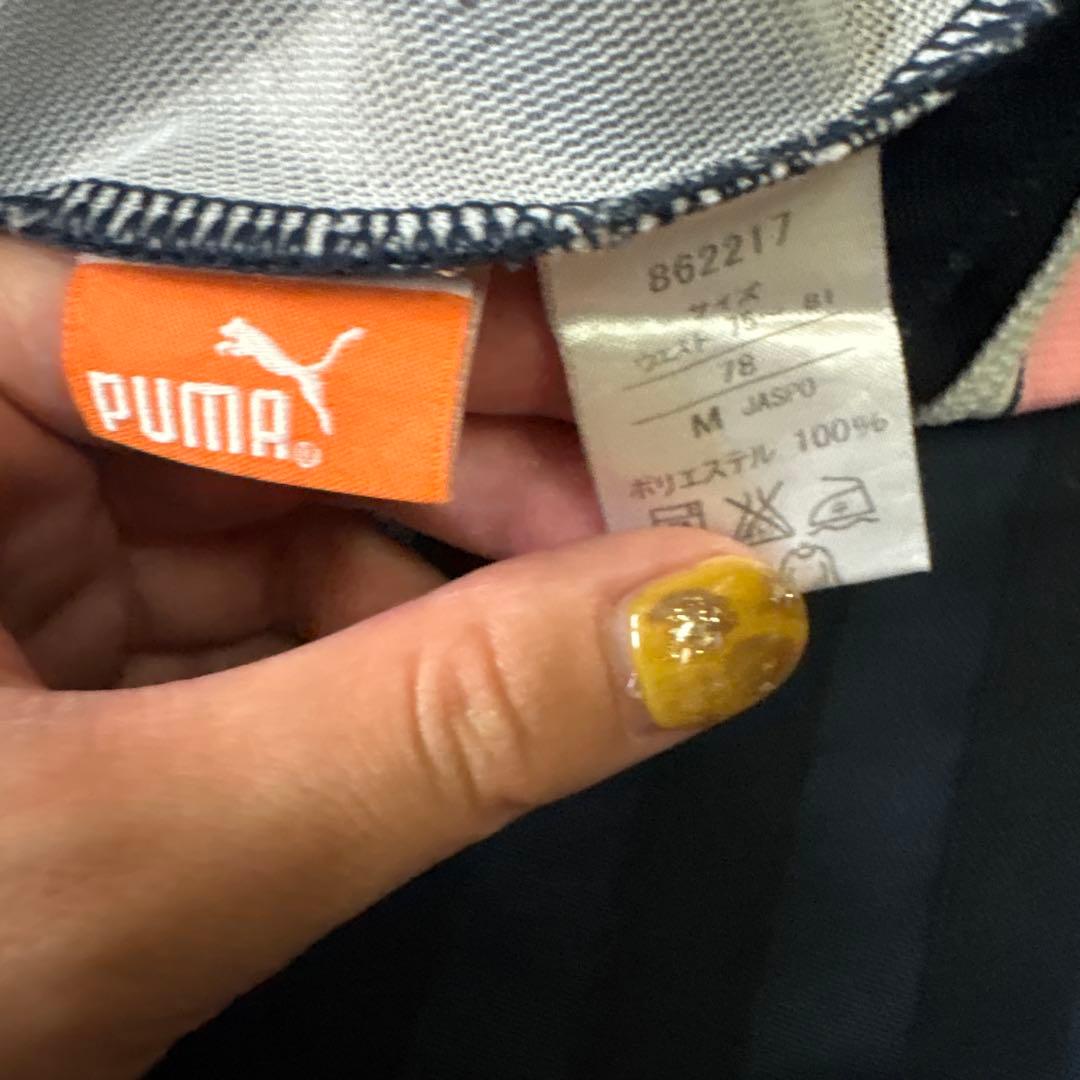 PUMA®
862217
サイズ
ウエスト 75 81
78
M JASPO
ポリエステル 100%